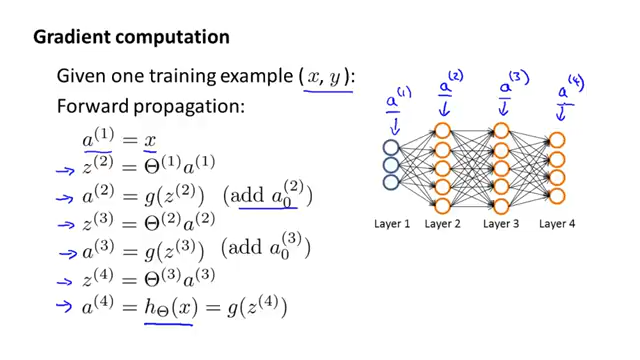 Gradient computation
Given one training example ( x, y ):
Forward propagation:
a⁽¹⁾ = x
z⁽²⁾ = Θ⁽¹⁾a⁽¹⁾
a⁽²⁾ = g(z⁽²⁾) (add a₀⁽²⁾)
z⁽³⁾ = Θ⁽²⁾a⁽²⁾
a⁽³⁾ = g(z⁽³⁾) (add a₀⁽³⁾)
z⁽⁴⁾ = Θ⁽³⁾a⁽³⁾
a⁽⁴⁾ = h_Θ(x) = g(z⁽⁴⁾)
a⁽¹⁾ a⁽²⁾ a⁽³⁾ a⁽⁴⁾
Layer 1 Layer 2 Layer 3 Layer 4